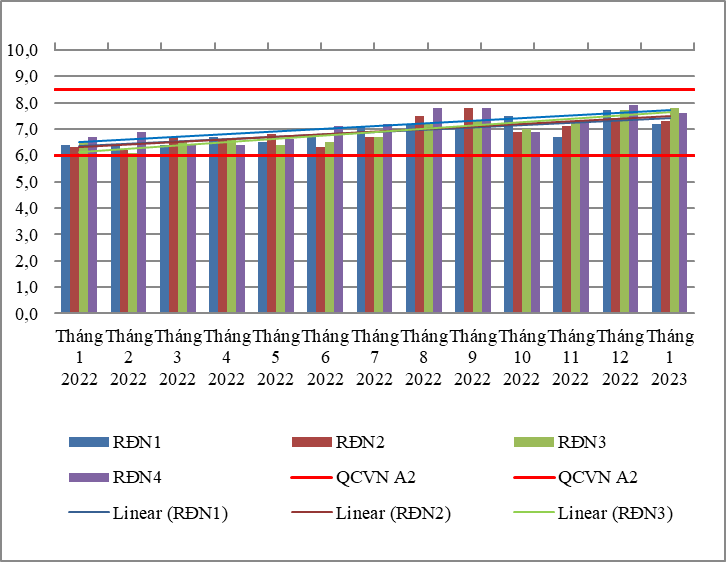 10,0
9,0
8,0
7,0
6,0
5,0
4,0
3,0
2,0
1,0
0,0
Tháng Tháng Tháng Tháng Tháng Tháng Tháng Tháng Tháng Tháng Tháng Tháng Tháng
1 2 3 4 5 6 7 8 9 10 11 12 1
2022 2022 2022 2022 2022 2022 2022 2022 2022 2022 2022 2022 2023
RĐN1 RĐN2 RĐN3
RĐN4 QCVN A2 QCVN A2
Linear (RĐN1) Linear (RĐN2) Linear (RĐN3)